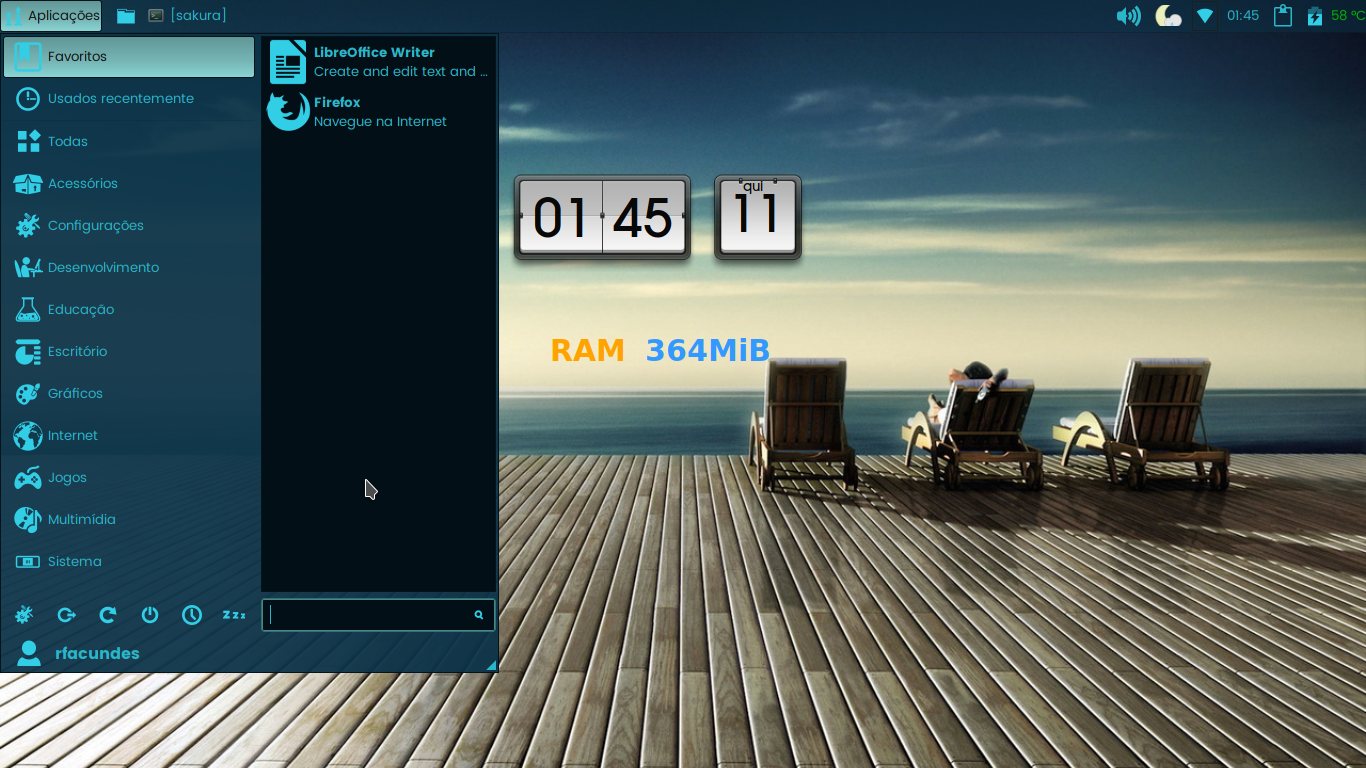 Aplicações
[sakura]
01:45
58 °C
Favoritos
Usados recentemente
Todas
Acessórios
Configurações
Desenvolvimento
Educação
Escritório
Gráficos
Internet
Jogos
Multimídia
Sistema
zzz
rfacundes
LibreOffice Writer
Create and edit text and ...
Firefox
Navegue na Internet
01 45
qui
11
RAM 364MiB